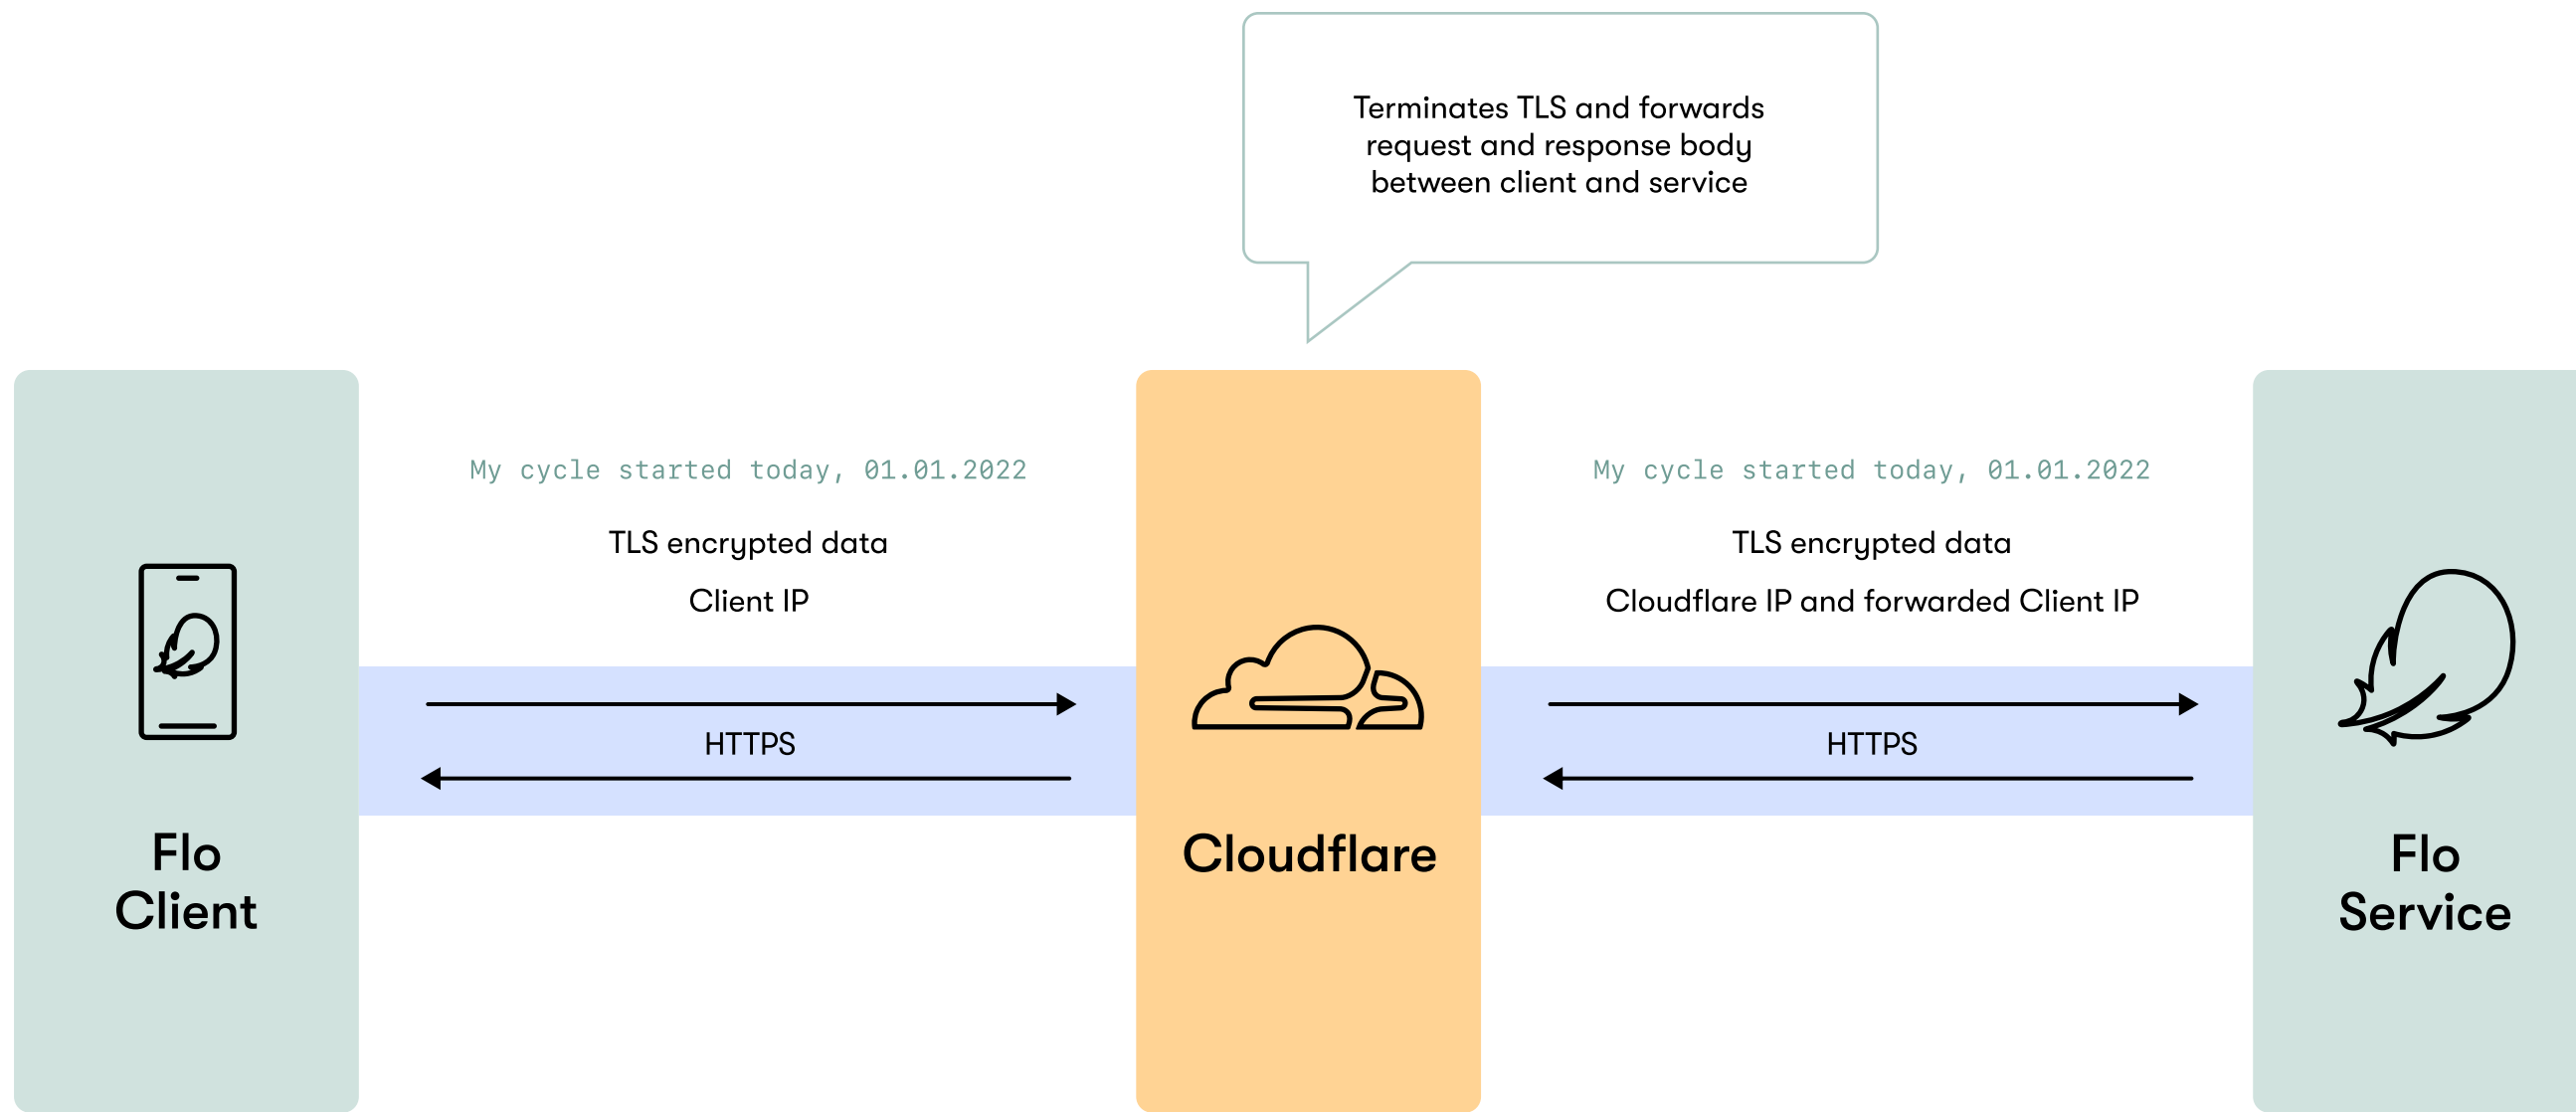 Terminates TLS and forwards
request and response body
between client and service
My cycle started today, 01.01.2022
TLS encrypted data
Client IP
HTTPS
My cycle started today, 01.01.2022
TLS encrypted data
Cloudflare IP and forwarded Client IP
HTTPS
Flo
Client
Cloudflare
Flo
Service